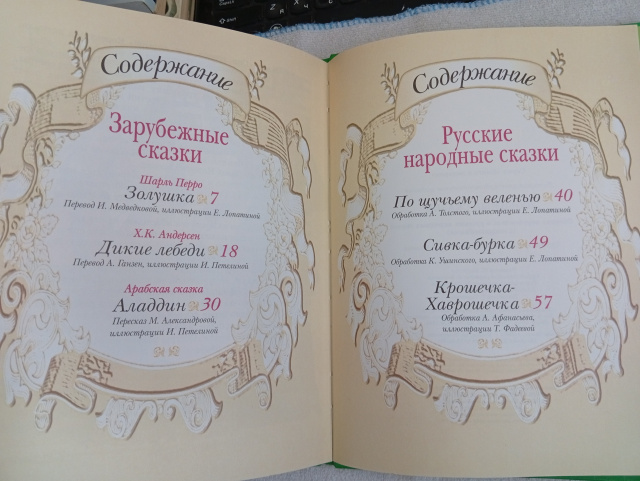 Содержание
Зарубежные
сказки
Шарль Перро
Золушка 7
Перевод И. Медведковой, иллюстрации Е. Лопатиной
Х.К. Андерсен
Дикие лебеди 18
Перевод А. Ганзен, иллюстрации И. Петелиной
Арабская сказка
Аладдин 30
Пересказ М. Александровой,
иллюстрации И. Петелиной
Содержание
Русские
народные сказки
По щучьему веленью 40
Обработка А. Толстого, иллюстрации Е. Лопатиной
Сивка-бурка 49
Обработка К. Ушинского, иллюстрации Е. Лопатиной
Крошечка-
Хаврошечка 57
Обработка А. Афанасьева,
иллюстрации Т. Фадеевой